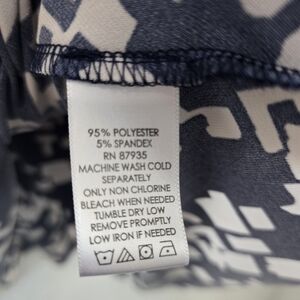 95% POLYESTER
5% SPANDEX
RN 87935
MACHINE WASH COLD
SEPARATELY
ONLY NON CHLORINE
BLEACH WHEN NEEDED
TUMBLE DRY LOW
REMOVE PROMPTLY
LOW IRON IF NEEDED